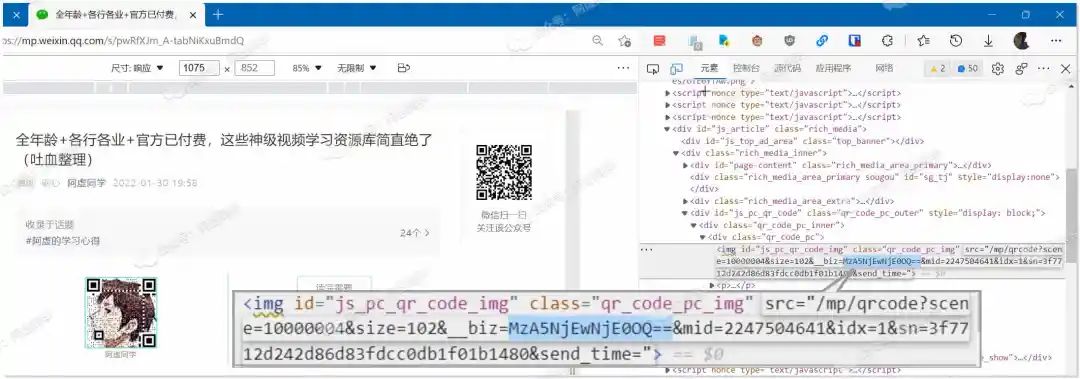 全年龄+各行各业+官方已付费,
https://mp.weixin.qq.com/s/pwRfXJm_A-tabNiKxuBmdQ
尺寸: 响应 1075 × 852 85% 无限制
元素 控制台 源代码 应用程序 网络 2 50
全年龄+各行各业+官方已付费，这些神级视频学习资源库简直绝了
（吐血整理）
阿虚同学 2022-01-30 19:58
收录于话题
#阿虚的学习心得
24个
微信扫一扫
关注该公众号
阿虚同学
<script nonce type="text/javascript">…</script>
<script nonce type="text/javascript">…</script>
<script nonce type="text/javascript">…</script>
<div id="js_article" class="rich_media">
<div id="js_top_ad_area" class="top_banner"></div>
<div class="rich_media_inner">
<div id="page-content" class="rich_media_area_primary">…</div>
<div class="rich_media_area_primary sougou" id="sg_tj" style="display:none">
</div>
<div class="rich_media_area_extra">…</div>
<div id="js_pc_qr_code" class="qr_code_pc_outer" style="display: block;">
<div class="qr_code_pc_inner">
<div class="qr_code_pc">
<img id="js_pc_qr_code_img" class="qr_code_pc_img" src="/mp/qrcode?scen
e=10000004&size=102&__biz=MzA5NjEwNjE0OQ==&mid=2247504641&idx=1&sn=3f77
12d242d86d83fdcc0db1f01b1480&send_time="> == $0
<p>…</p>
<img id="js_pc_qr_code_img" class="qr_code_pc_img" src="/mp/qrcode?scen
e=10000004&size=102&__biz=MzA5NjEwNjE0OQ==&mid=2247504641&idx=1&sn=3f77
12d242d86d83fdcc0db1f01b1480&send_time="> == $0
_show">…</div>
<script nonce type="text/javascript">…</script>